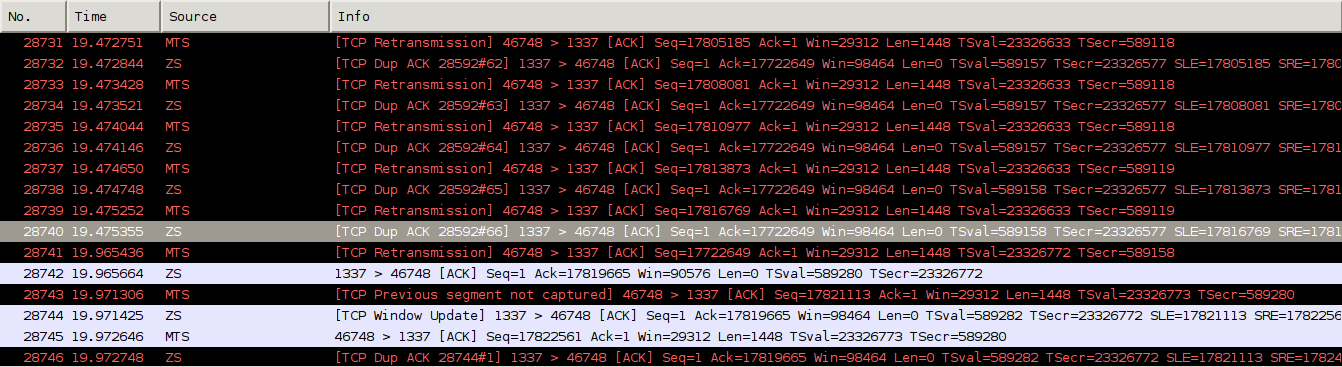 No. Time Source Info
28731 19.472751 MTS [TCP Retransmission] 46748 > 1337 [ACK] Seq=17805185 Ack=1 Win=29312 Len=1448 TSval=23326633 TSecr=589118
28732 19.472844 ZS [TCP Dup ACK 28592#62] 1337 > 46748 [ACK] Seq=1 Ack=17722649 Win=98464 Len=0 TSval=589157 TSecr=23326577 SLE=17805185 SRE=1780
28733 19.473428 MTS [TCP Retransmission] 46748 > 1337 [ACK] Seq=17808081 Ack=1 Win=29312 Len=1448 TSval=23326633 TSecr=589118
28734 19.473521 ZS [TCP Dup ACK 28592#63] 1337 > 46748 [ACK] Seq=1 Ack=17722649 Win=98464 Len=0 TSval=589157 TSecr=23326577 SLE=17808081 SRE=1780
28735 19.474044 MTS [TCP Retransmission] 46748 > 1337 [ACK] Seq=17810977 Ack=1 Win=29312 Len=1448 TSval=23326633 TSecr=589118
28736 19.474146 ZS [TCP Dup ACK 28592#64] 1337 > 46748 [ACK] Seq=1 Ack=17722649 Win=98464 Len=0 TSval=589157 TSecr=23326577 SLE=17810977 SRE=1781
28737 19.474650 MTS [TCP Retransmission] 46748 > 1337 [ACK] Seq=17813873 Ack=1 Win=29312 Len=1448 TSval=23326633 TSecr=589119
28738 19.474748 ZS [TCP Dup ACK 28592#65] 1337 > 46748 [ACK] Seq=1 Ack=17722649 Win=98464 Len=0 TSval=589158 TSecr=23326577 SLE=17813873 SRE=1781
28739 19.475252 MTS [TCP Retransmission] 46748 > 1337 [ACK] Seq=17816769 Ack=1 Win=29312 Len=1448 TSval=23326633 TSecr=589119
28740 19.475355 ZS [TCP Dup ACK 28592#66] 1337 > 46748 [ACK] Seq=1 Ack=17722649 Win=98464 Len=0 TSval=589158 TSecr=23326577 SLE=17816769 SRE=1781
28741 19.965436 MTS [TCP Retransmission] 46748 > 1337 [ACK] Seq=17722649 Ack=1 Win=29312 Len=1448 TSval=23326772 TSecr=589158
28742 19.965664 ZS 1337 > 46748 [ACK] Seq=1 Ack=17819665 Win=90576 Len=0 TSval=589280 TSecr=23326772
28743 19.971306 MTS [TCP Previous segment not captured] 46748 > 1337 [ACK] Seq=17821113 Ack=1 Win=29312 Len=1448 TSval=23326773 TSecr=589280
28744 19.971425 ZS [TCP Window Update] 1337 > 46748 [ACK] Seq=1 Ack=17819665 Win=98464 Len=0 TSval=589282 TSecr=23326772 SLE=17821113 SRE=1782256
28745 19.972646 MTS 46748 > 1337 [ACK] Seq=17822561 Ack=1 Win=29312 Len=1448 TSval=23326773 TSecr=589280
28746 19.972748 ZS [TCP Dup ACK 28744#1] 1337 > 46748 [ACK] Seq=1 Ack=17819665 Win=98464 Len=0 TSval=589282 TSecr=23326772 SLE=17821113 SRE=17824